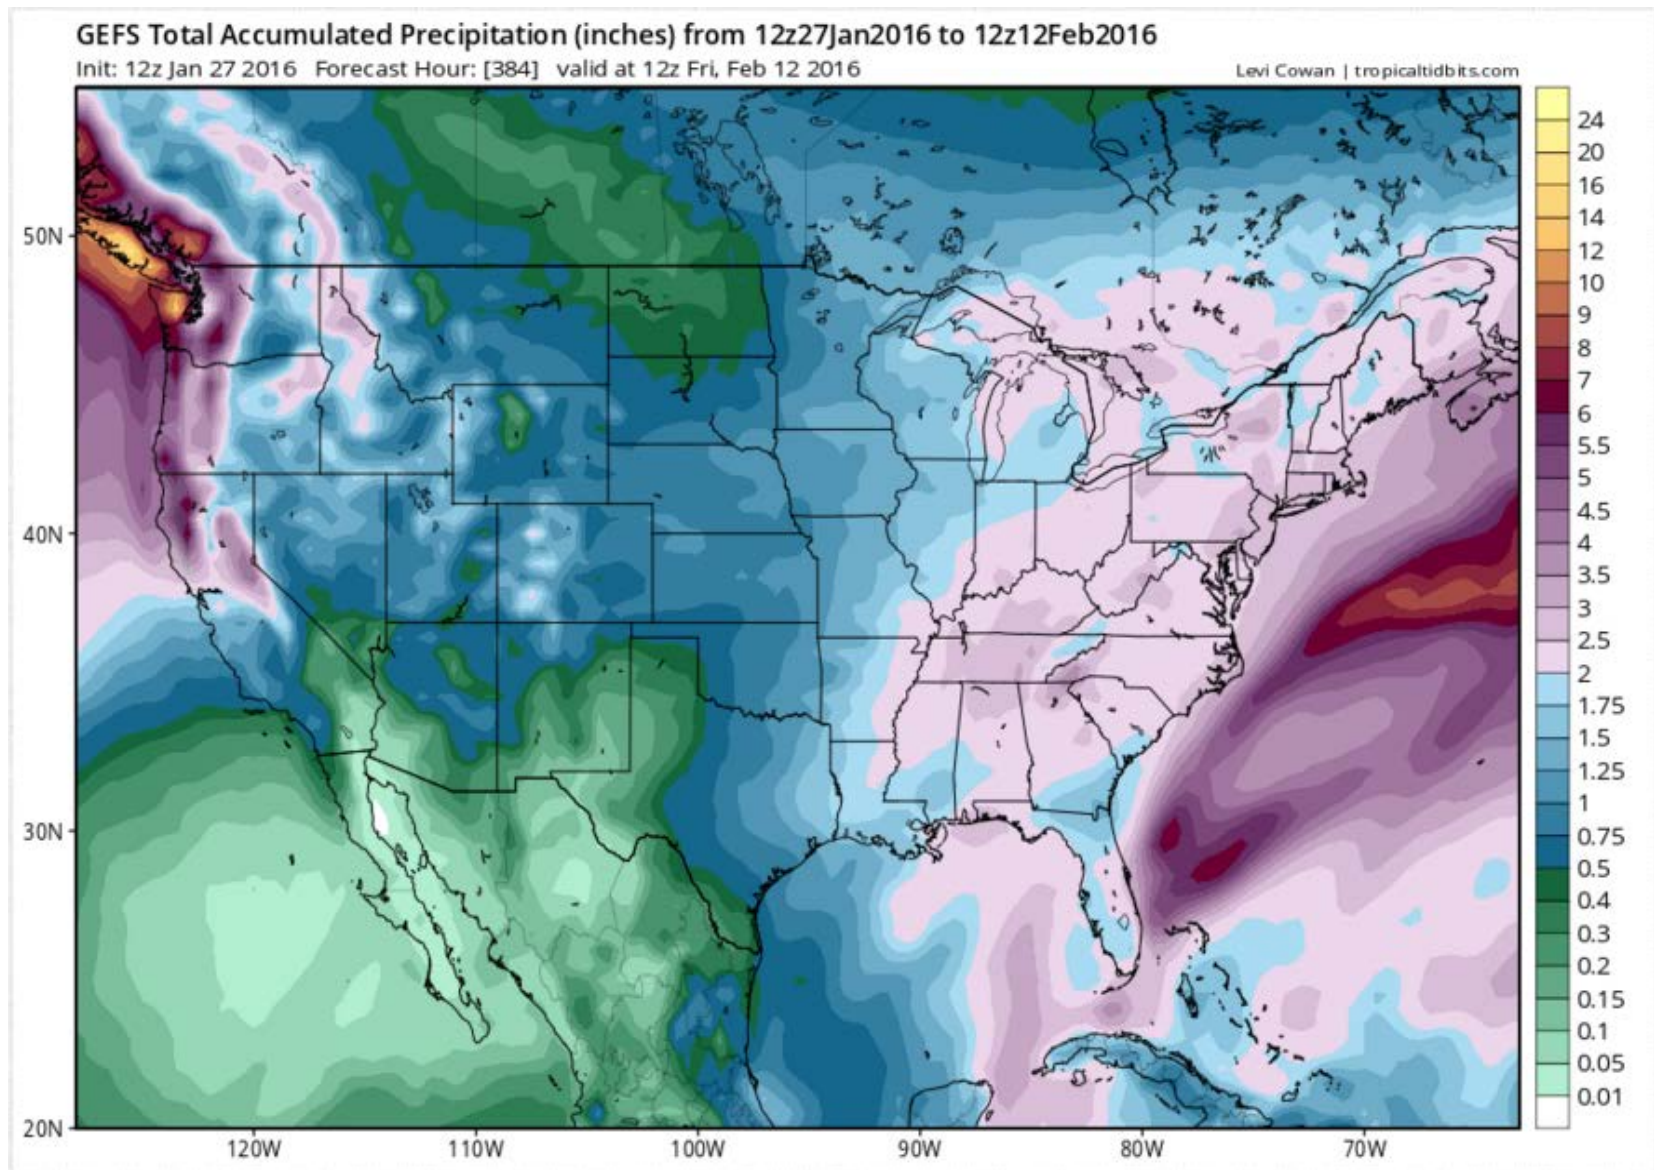 GEFS Total Accumulated Precipitation (inches) from 12z27Jan2016 to 12z12Feb2016
Init: 12z Jan 27 2016 Forecast Hour: [384] valid at 12z Fri, Feb 12 2016
Levi Cowan | tropicaltidbits.com
50N
40N
30N
20N
120W
110W
100W
90W
80W
70W
24
20
16
14
12
10
9
8
7
6
5.5
5
4.5
4
3.5
3
2.5
2
1.75
1.5
1.25
1
0.75
0.5
0.4
0.3
0.2
0.15
0.1
0.05
0.01